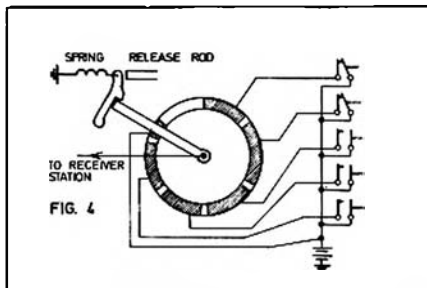 SPRING RELEASE ROD
TO RECEIVER
STATION
FIG. 4